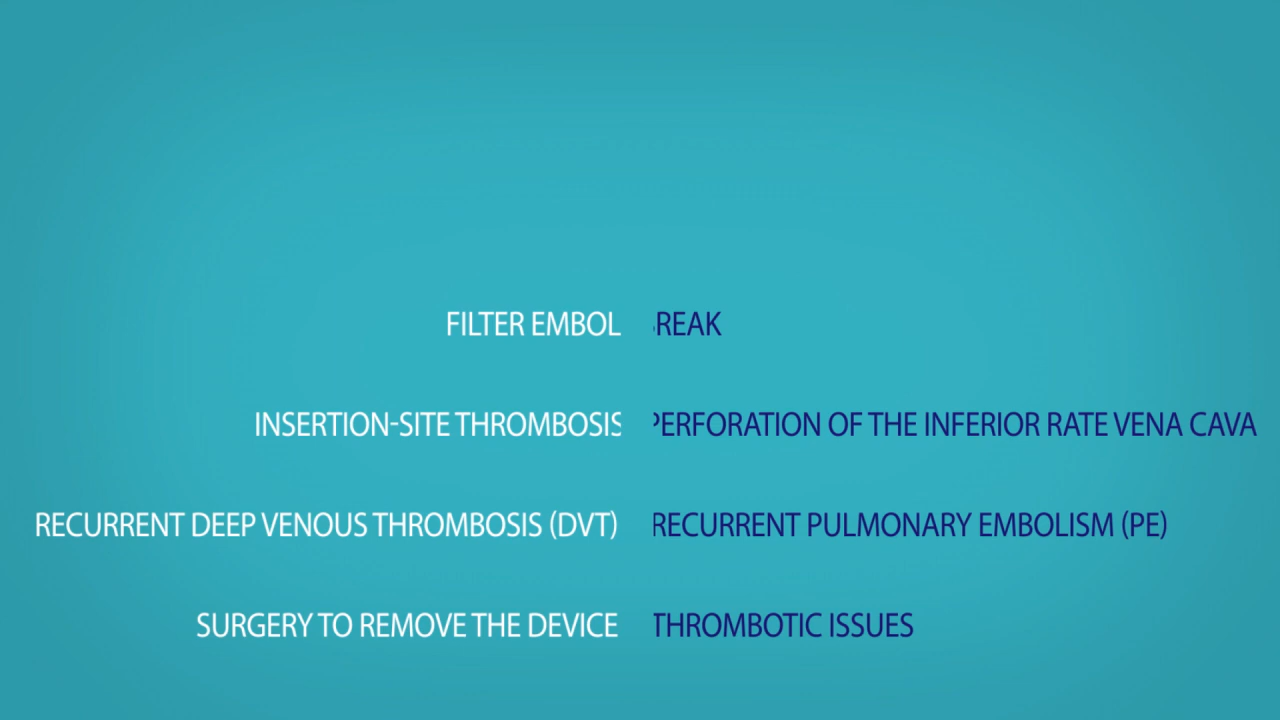 FILTER EMBOL REAK
INSERTION-SITE THROMBOSIS PERFORATION OF THE INFERIOR RATE VENA CAVA
RECURRENT DEEP VENOUS THROMBOSIS (DVT) RECURRENT PULMONARY EMBOLISM (PE)
SURGERY TO REMOVE THE DEVICE THROMBOTIC ISSUES